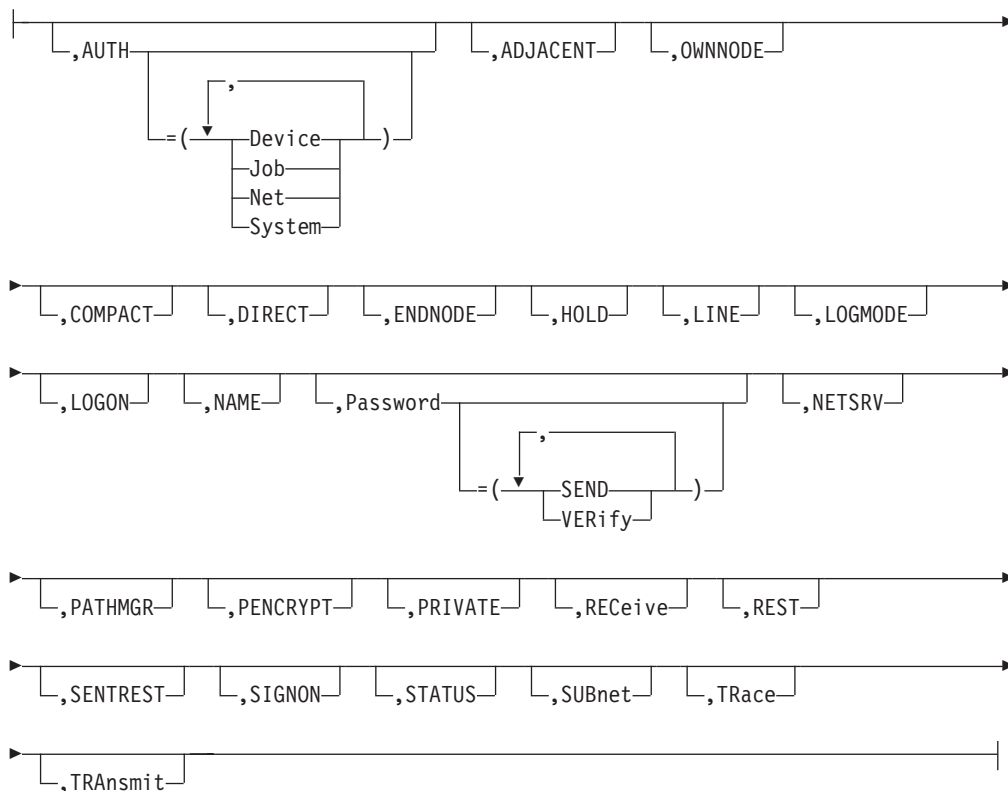 ,AUTH ,ADJACENT ,OWNNODE
,
=( Device )
Job
Net
System
,COMPACT ,DIRECT ,ENDNODE ,HOLD ,LINE ,LOGMODE
,LOGON ,NAME ,Password ,NETSRV
,
=( SEND )
VERify
,PATHMGR ,PENCRYPT ,PRIVATE ,RECeive ,REST
,SENTREST ,SIGNON ,STATUS ,SUBnet ,TRace
,TRAnsmit